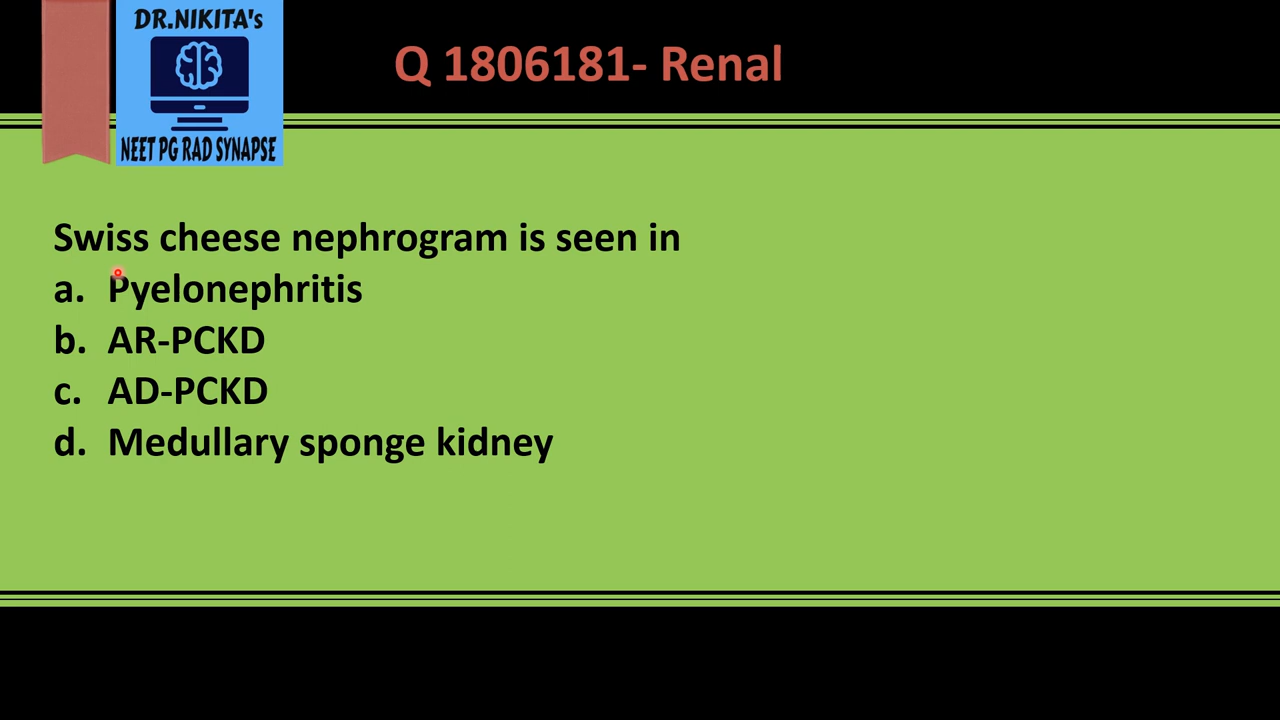 DR.NIKITA's
NEET PG RAD SYNAPSE
Q 1806181- Renal
Swiss cheese nephrogram is seen in
a. Pyelonephritis
b. AR-PCKD
c. AD-PCKD
d. Medullary sponge kidney